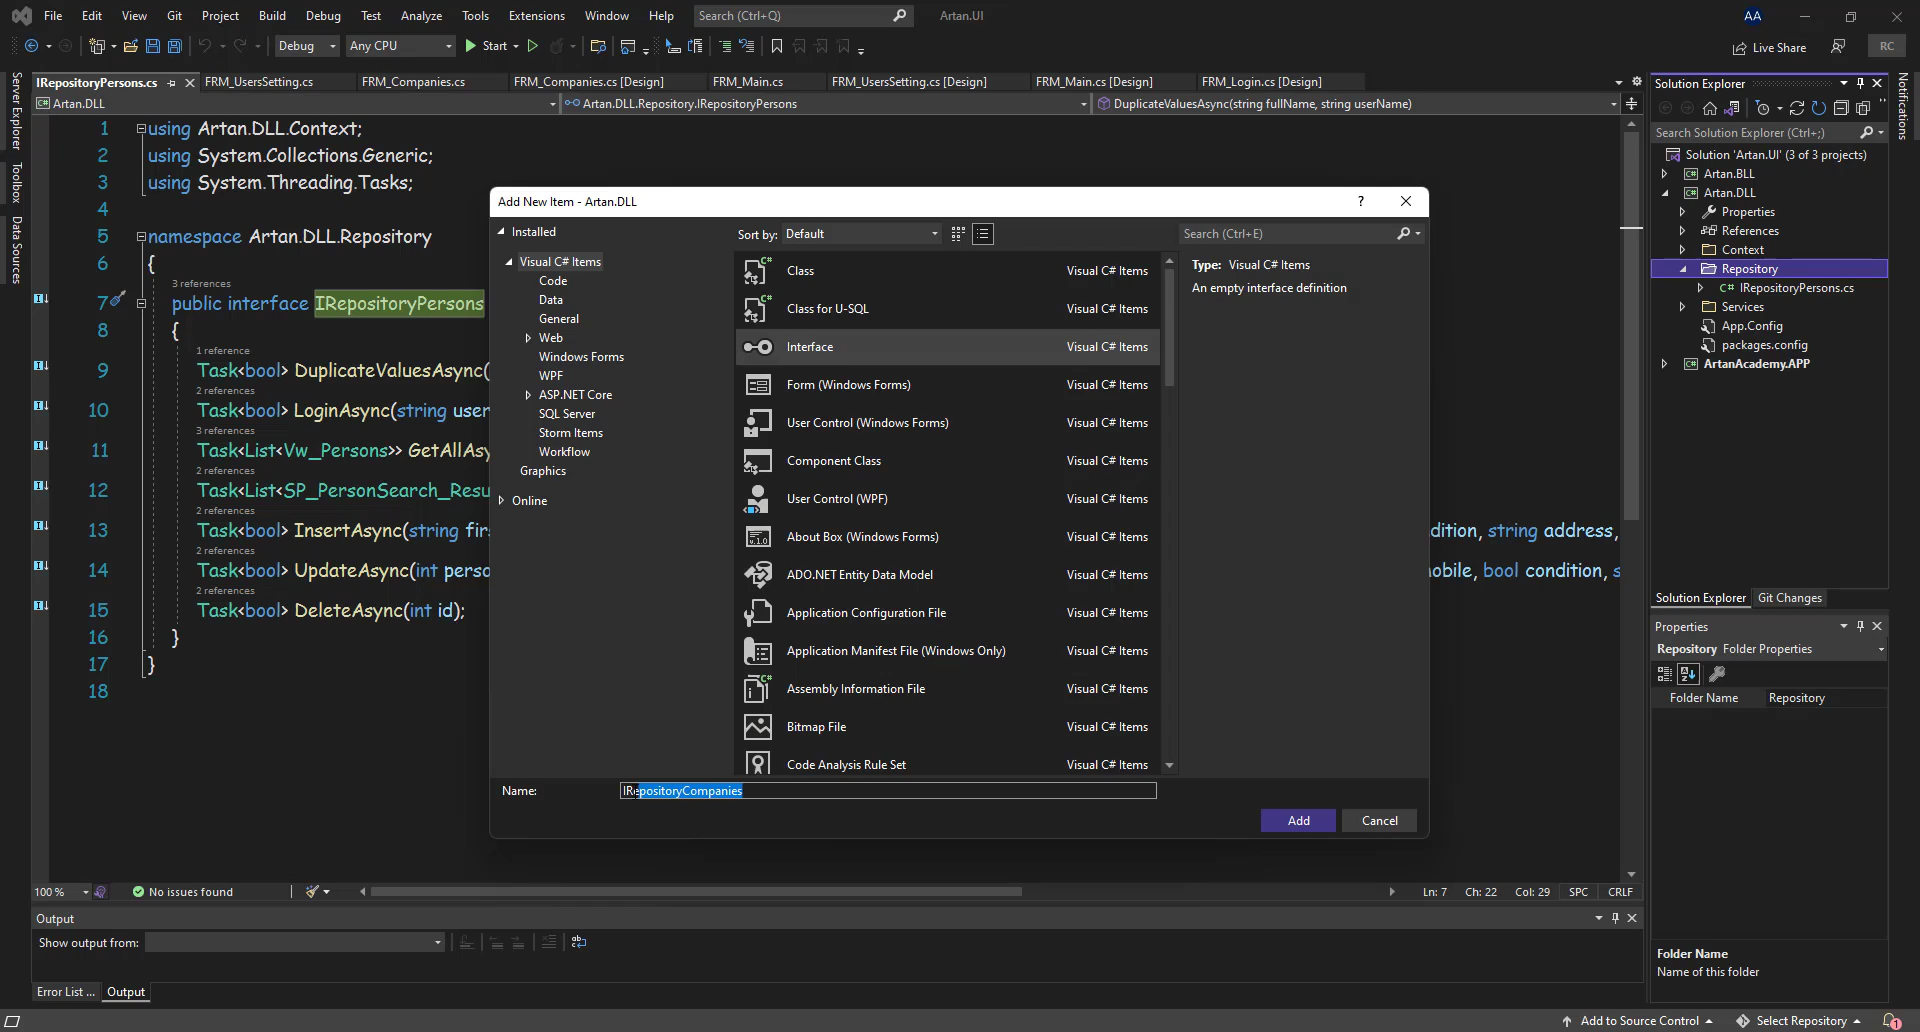 File Edit View Git Project Build Debug Test Analyze Tools Extensions Window Help Search (Ctrl+Q) Artan.UI AA
Debug Any CPU Start Live Share RC
IRepositoryPersons.cs FRM_UsersSetting.cs FRM_Companies.cs FRM_Companies.cs [Design] FRM_Main.cs FRM_UsersSetting.cs [Design] FRM_Main.cs [Design] FRM_Login.cs [Design]
Artan.DLL Artan.DLL.Repository.IRepositoryPersons DuplicateValuesAsync(string fullName, string userName)
Server Explorer
Toolbox
Data Sources
1 using Artan.DLL.Context;
2 using System.Collections.Generic;
3 using System.Threading.Tasks;
4
5 namespace Artan.DLL.Repository
6 {
3 references
7 public interface IRepositoryPersons
8 {
1 reference
9 Task<bool> DuplicateValuesAsync(
2 references
10 Task<bool> LoginAsync(string user
3 references
11 Task<List<Vw_Persons>> GetAllAsy
2 references
12 Task<List<SP_PersonSearch_Resu
2 references
13 Task<bool> InsertAsync(string firs dition, string address,
2 references
14 Task<bool> UpdateAsync(int perso mobile, bool condition, s
2 references
15 Task<bool> DeleteAsync(int id);
16 }
17 }
18
Add New Item - Artan.DLL ?
Installed
Visual C# Items
Code
Data
General
Web
Windows Forms
WPF
ASP.NET Core
SQL Server
Storm Items
Workflow
Graphics
Online
Sort by: Default
Search (Ctrl+E)
Class Visual C# Items
Class for U-SQL Visual C# Items
Interface Visual C# Items
Form (Windows Forms) Visual C# Items
User Control (Windows Forms) Visual C# Items
Component Class Visual C# Items
User Control (WPF) Visual C# Items
About Box (Windows Forms) Visual C# Items
ADO.NET Entity Data Model Visual C# Items
Application Configuration File Visual C# Items
Application Manifest File (Windows Only) Visual C# Items
Assembly Information File Visual C# Items
Bitmap File Visual C# Items
Code Analysis Rule Set Visual C# Items
Type: Visual C# Items
An empty interface definition
Name: IRepositoryCompanies
Add Cancel
Solution Explorer
Search Solution Explorer (Ctrl+;)
Solution 'Artan.UI' (3 of 3 projects)
Artan.BLL
Artan.DLL
Properties
References
Context
Repository
IRepositoryPersons.cs
Services
App.Config
packages.config
ArtanAcademy.APP
Solution Explorer Git Changes
Notifications
Properties
Repository Folder Properties
Folder Name Repository
Folder Name
Name of this folder
100 % No issues found Ln: 7 Ch: 22 Col: 29 SPC CRLF
Output
Show output from:
Error List ... Output
Add to Source Control Select Repository 1